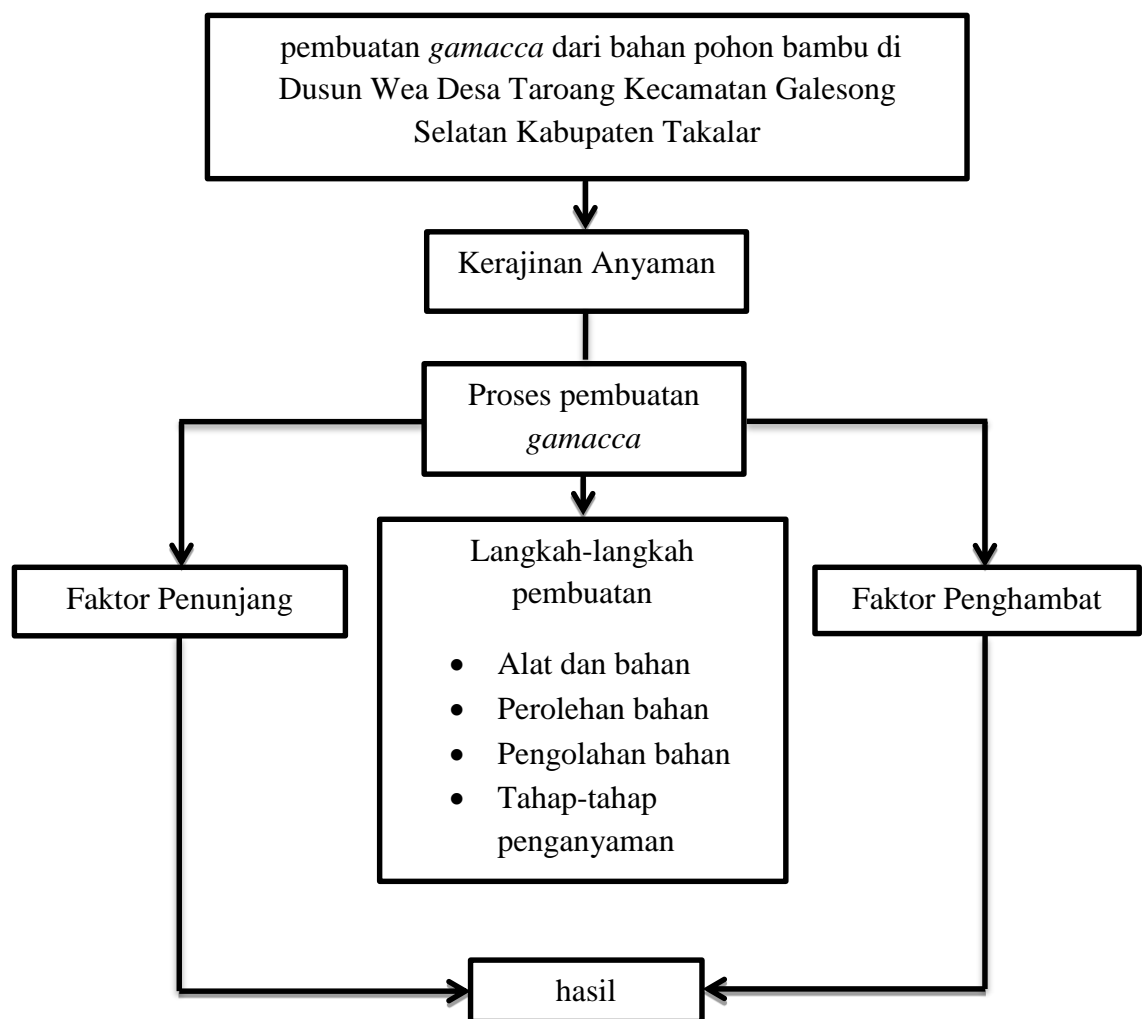 pembuatan gamacca dari bahan pohon bambu di
Dusun Wea Desa Taroang Kecamatan Galesong
Selatan Kabupaten Takalar
Kerajinan Anyaman
Proses pembuatan
gamacca
Faktor Penunjang
Langkah-langkah
pembuatan
• Alat dan bahan
• Perolehan bahan
• Pengolahan bahan
• Tahap-tahap
penganyaman
Faktor Penghambat
hasil